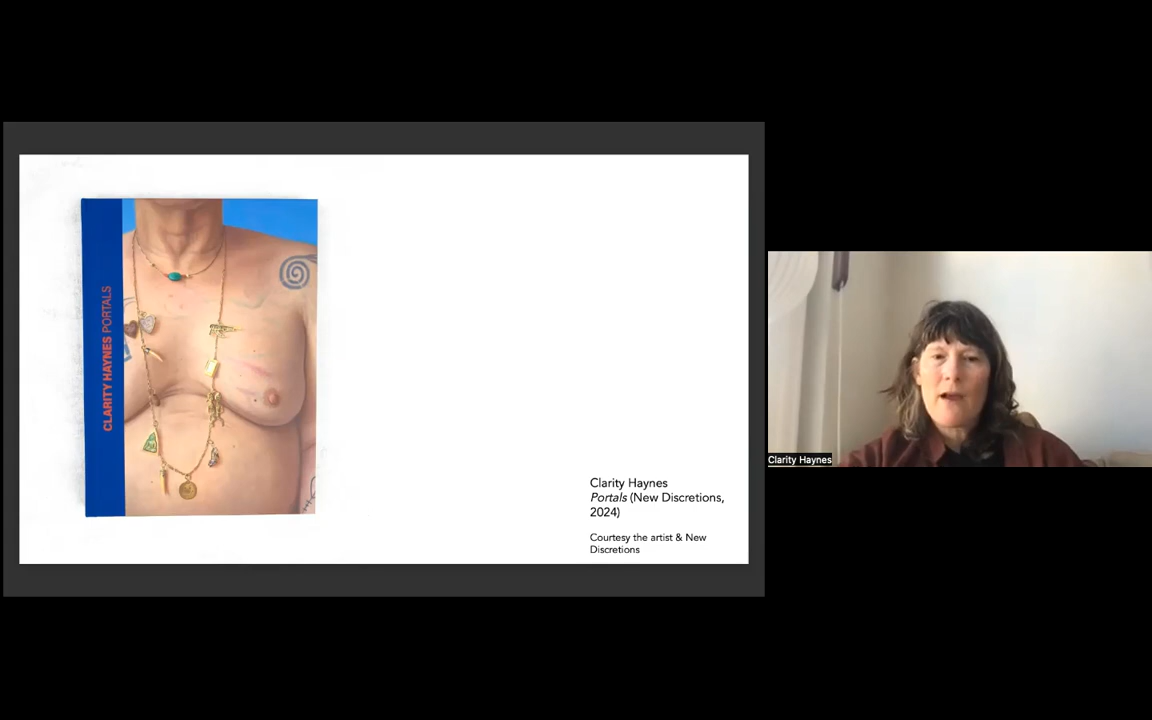 CLARITY HAYNES PORTALS
Clarity Haynes
Portals (New Discretions,
2024)
Courtesy the artist & New
Discretions
Clarity Haynes